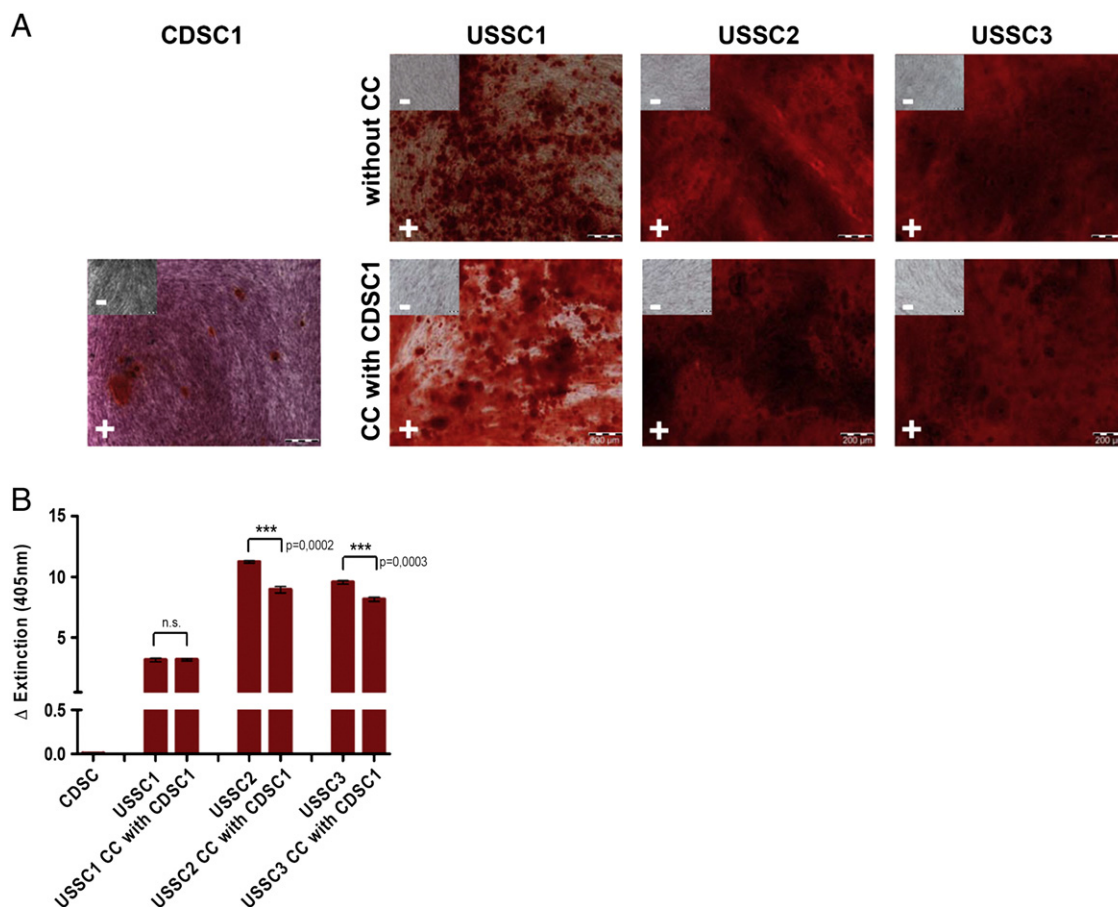 A
CDSC1
USSC1
USSC2
USSC3
without CC
-
-
-
+
+
+
CC with CDSC1
-
-
-
-
+
+
+
+
200 µm
200 µm
200 µm
B
Δ Extinction (405nm)
15
10
5
0.5
0.0
n.s.
***
p=0,0002
***
p=0,0003
CDSC
USSC1
USSC1 CC with CDSC1
USSC2
USSC2 CC with CDSC1
USSC3
USSC3 CC with CDSC1